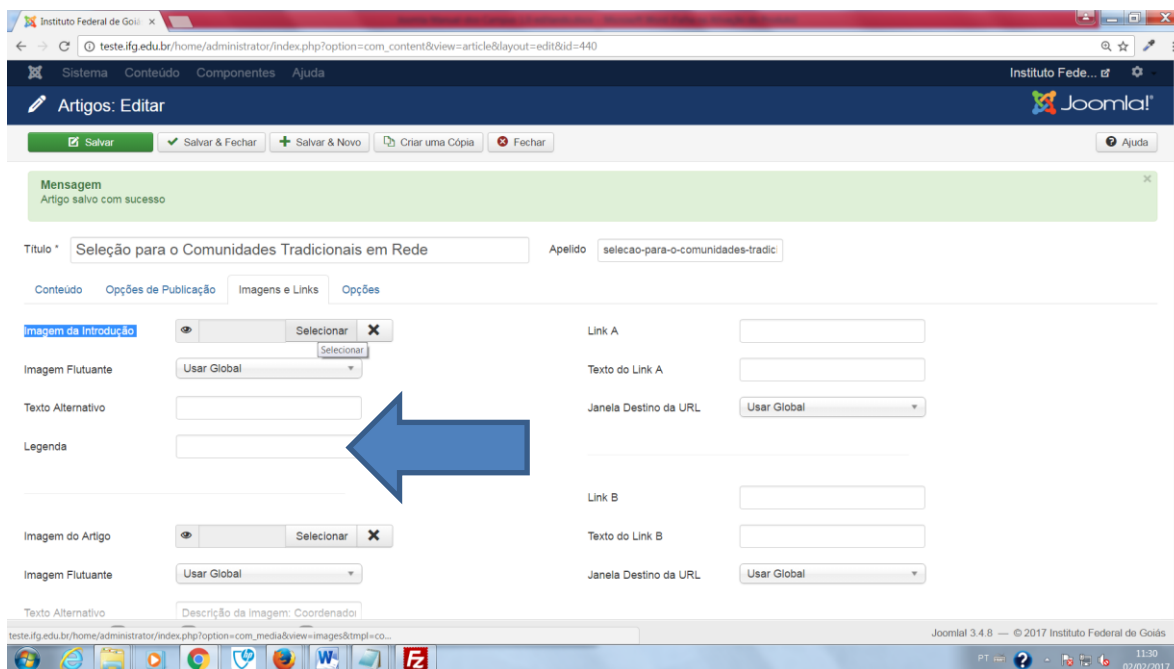 Instituto Federal de Goiá
teste.ifg.edu.br/home/administrator/index.php?option=com_content&view=article&layout=edit&id=440
Sistema Conteúdo Componentes Ajuda Instituto Fede...
Artigos: Editar Joomla!
Salvar Salvar & Fechar Salvar & Novo Criar uma Cópia Fechar Ajuda
Mensagem
Artigo salvo com sucesso
Título * Seleção para o Comunidades Tradicionais em Rede Apelido selecao-para-o-comunidades-tradici
Conteúdo Opções de Publicação Imagens e Links Opções
Imagem da Introdução Selecionar Link A
Selecionar
Imagem Flutuante Usar Global Texto do Link A
Texto Alternativo Janela Destino da URL Usar Global
Legenda
Link B
Imagem do Artigo Selecionar Texto do Link B
Imagem Flutuante Usar Global Janela Destino da URL Usar Global
Texto Alternativo Descrição da Imagem: Coordenador
teste.ifg.edu.br/home/administrator/index.php?option=com_media&view=images&tmpl=co... Joomla! 3.4.8 — © 2017 Instituto Federal de Goiás
PT 11:30
02/02/2017